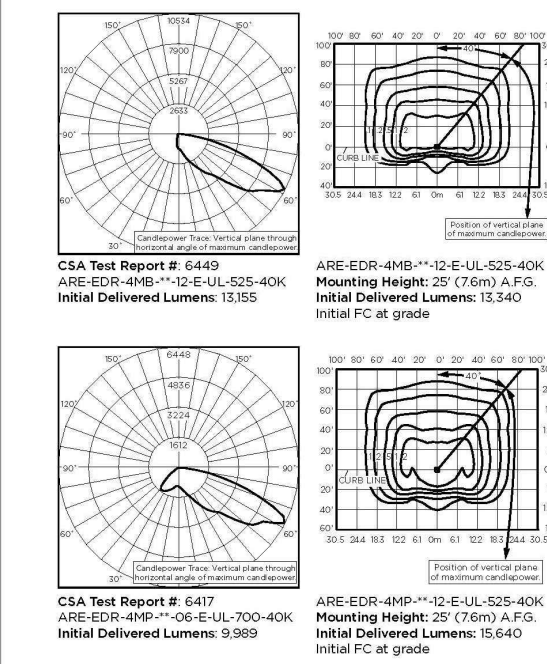 10534
150˚ 150˚
7900
120˚ 120˚
5267
2633
90˚ 90˚
60˚ 60˚
30˚
Candlepower Trace: Vertical plane through
horizontal angle of maximum candlepower.
CSA Test Report #: 6449
ARE-EDR-4MB-**-12-E-UL-525-40K
Initial Delivered Lumens: 13,155
100' 80' 60' 40' 20' 0' 20' 40' 60' 80' 100'
100'
40˚
80'
60'
40'
20'
.1 .2 .5 1 2
0'
CURB LINE
20'
40'
30.5 24.4 18.3 12.2 6.1 0m 6.1 12.2 18.3 24.4 30.5
Position of vertical plane
of maximum candlepower.
ARE-EDR-4MB-**-12-E-UL-525-40K
Mounting Height: 25' (7.6m) A.F.G.
Initial Delivered Lumens: 13,340
Initial FC at grade
6448
150˚ 150˚
4836
120˚ 120˚
3224
1612
90˚ 90˚
60˚ 60˚
30˚
Candlepower Trace: Vertical plane through
horizontal angle of maximum candlepower.
CSA Test Report #: 6417
ARE-EDR-4MP-**-06-E-UL-700-40K
Initial Delivered Lumens: 9,989
100' 80' 60' 40' 20' 0' 20' 40' 60' 80' 100'
100'
40˚
80'
60'
40'
20'
.1 .2 .5 1 2
0'
CURB LINE
20'
40'
60'
30.5 24.4 18.3 12.2 6.1 0m 6.1 12.2 18.3 24.4 30.5
Position of vertical plane
of maximum candlepower.
ARE-EDR-4MP-**-12-E-UL-525-40K
Mounting Height: 25' (7.6m) A.F.G.
Initial Delivered Lumens: 15,640
Initial FC at grade